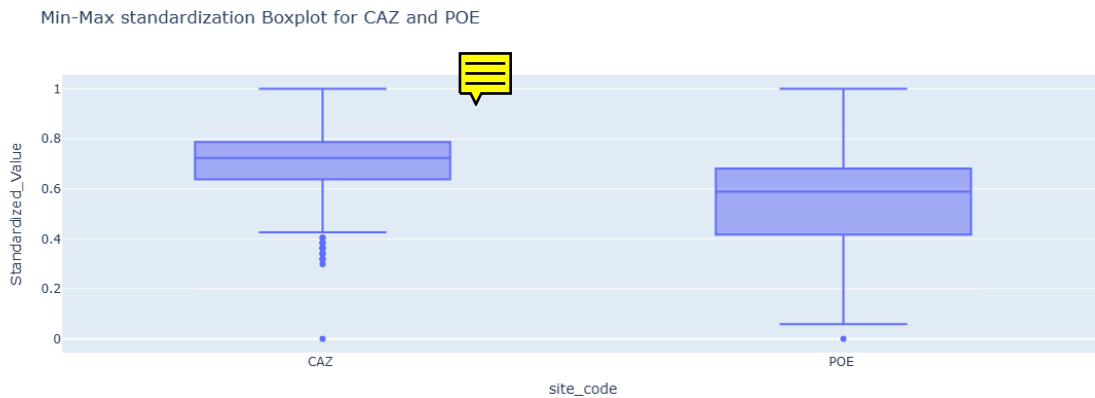 Min-Max standardization Boxplot for CAZ and POE
1
0.8
0.6
0.4
0.2
0
Standardized_Value
CAZ
POE
site_code